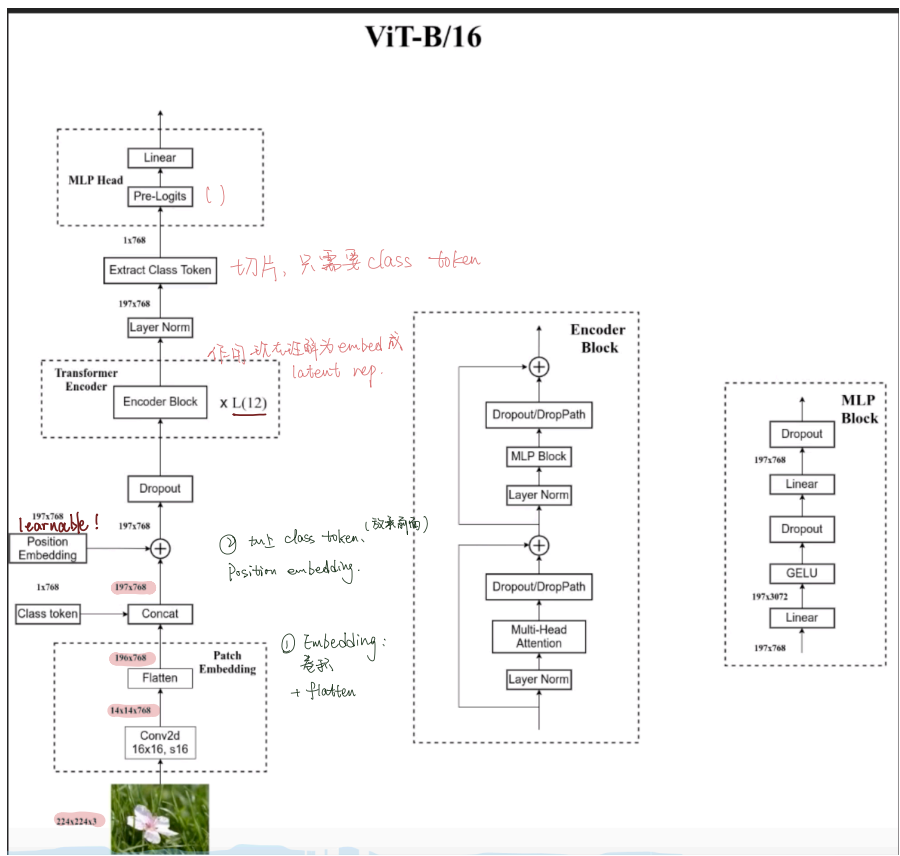 ViT-B/16
Linear
MLP Head
Pre-Logits
( )
1x768
Extract Class Token
切片，只需要class token
197x768
Layer Norm
作用现在理解为embed成
latent rep.
Transformer
Encoder
Encoder Block
x L(12)
Dropout
197x768
learnable!
197x768
Position
Embedding
② 加上 class token、(放最前面)
Position embedding.
1x768
197x768
Class token
Concat
196x768
Patch
Embedding
Flatten
① Embedding:
卷积
+ flatten
14x14x768
Conv2d
16x16, s16
224x224x3
Encoder
Block
Dropout/DropPath
MLP Block
Layer Norm
Dropout/DropPath
Multi-Head
Attention
Layer Norm
MLP
Block
Dropout
197x768
Linear
Dropout
GELU
197x3072
Linear
197x768